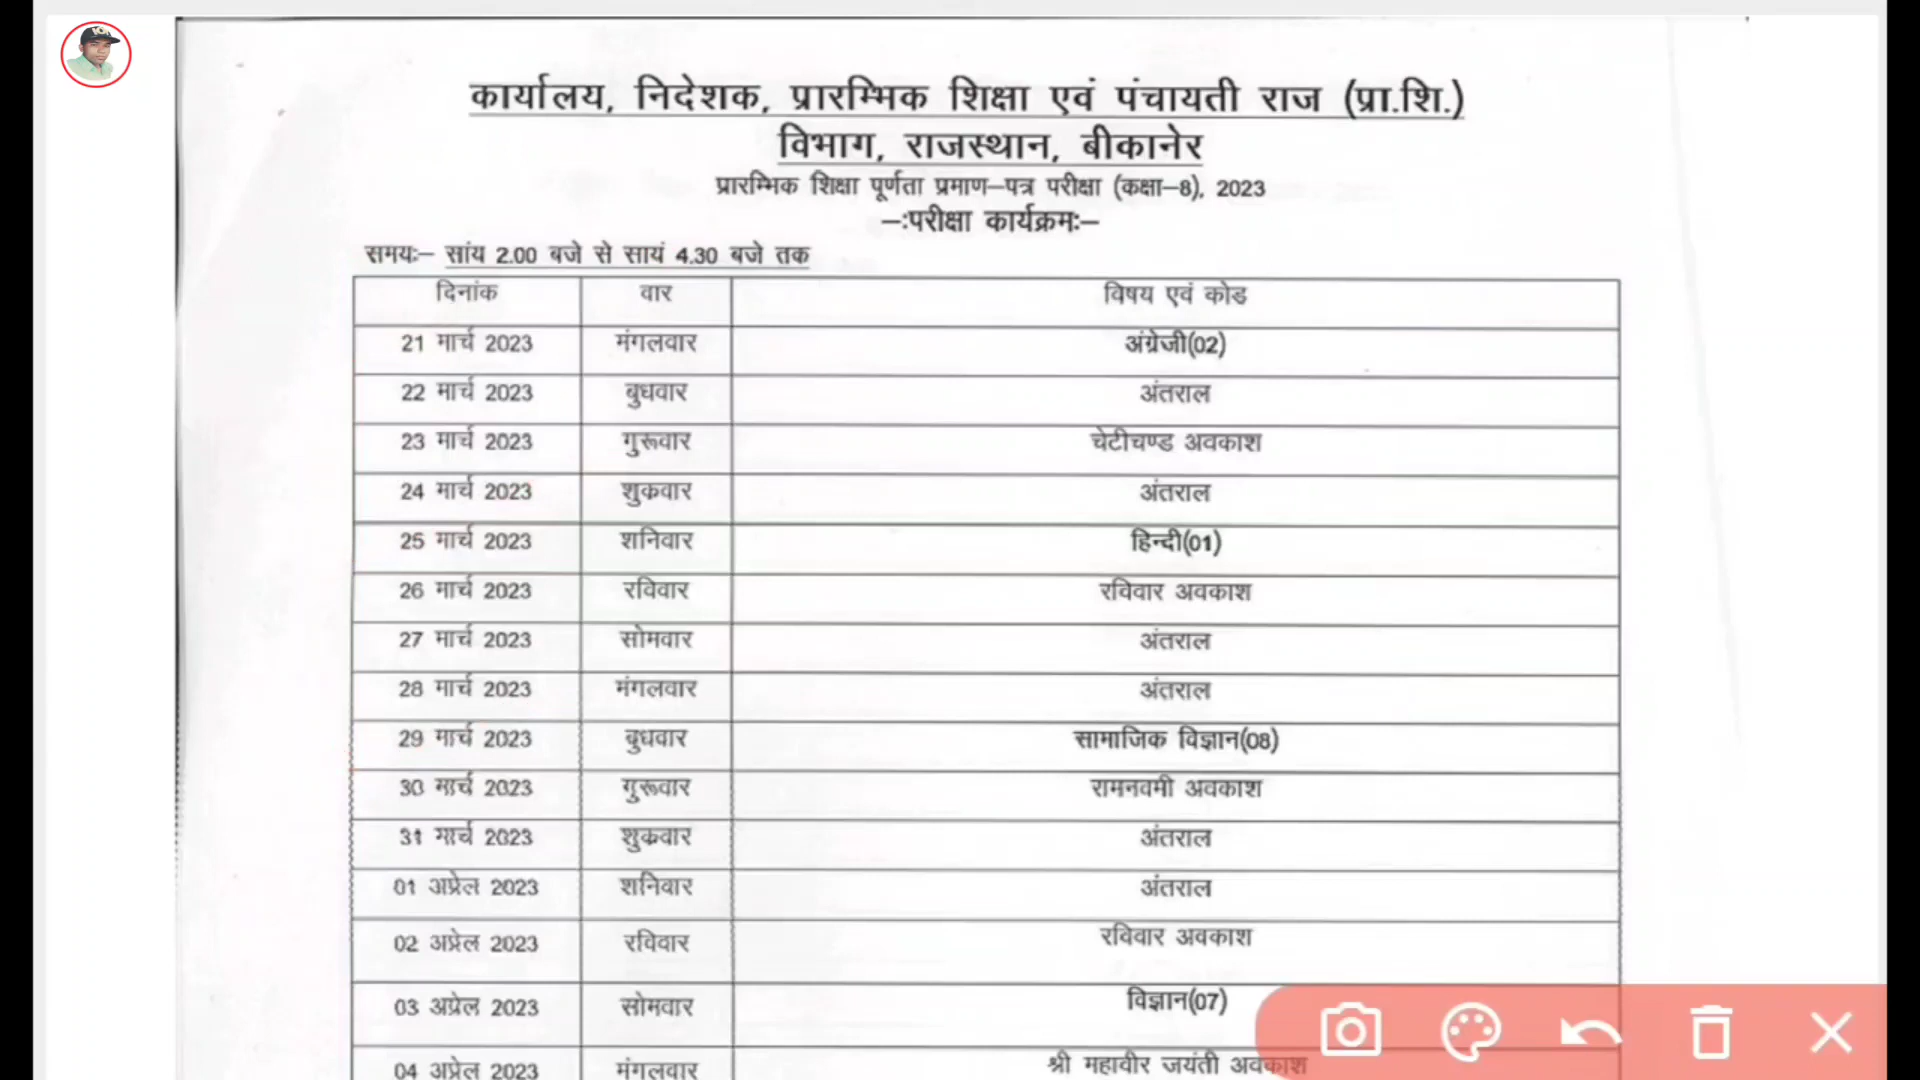 कार्यालय, निदेशक, प्रारम्भिक शिक्षा एवं पंचायती राज (प्रा.शि.)
विभाग, राजस्थान, बीकानेर
प्रारम्भिक शिक्षा पूर्णता प्रमाण–पत्र परीक्षा (कक्षा–8), 2023
–:परीक्षा कार्यक्रम:–
समयः– सांय 2.00 बजे से सायं 4.30 बजे तक
दिनांक वार विषय एवं कोड
21 मार्च 2023 मंगलवार अंग्रेजी(02)
22 मार्च 2023 बुधवार अंतराल
23 मार्च 2023 गुरूवार चेटीचण्ड अवकाश
24 मार्च 2023 शुकवार अंतराल
25 मार्च 2023 शनिवार हिन्दी(01)
26 मार्च 2023 रविवार रविवार अवकाश
27 मार्च 2023 सोमवार अंतराल
28 मार्च 2023 मंगलवार अंतराल
29 मार्च 2023 बुधवार सामाजिक विज्ञान(08)
30 मार्च 2023 गुरूवार रामनवमी अवकाश
31 मार्च 2023 शुकवार अंतराल
01 अप्रेल 2023 शनिवार अंतराल
02 अप्रेल 2023 रविवार रविवार अवकाश
03 अप्रेल 2023 सोमवार विज्ञान(07)
04 अप्रेल 2023 मंगलवार श्री महावीर जयंती अवकाश